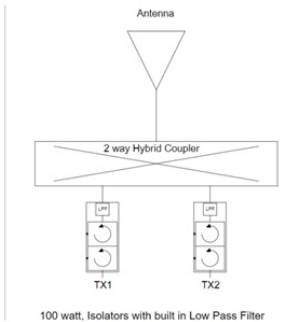 Antenna
2 way Hybrid Coupler
LPF LPF
TX1 TX2
100 watt, Isolators with built in Low Pass Filter